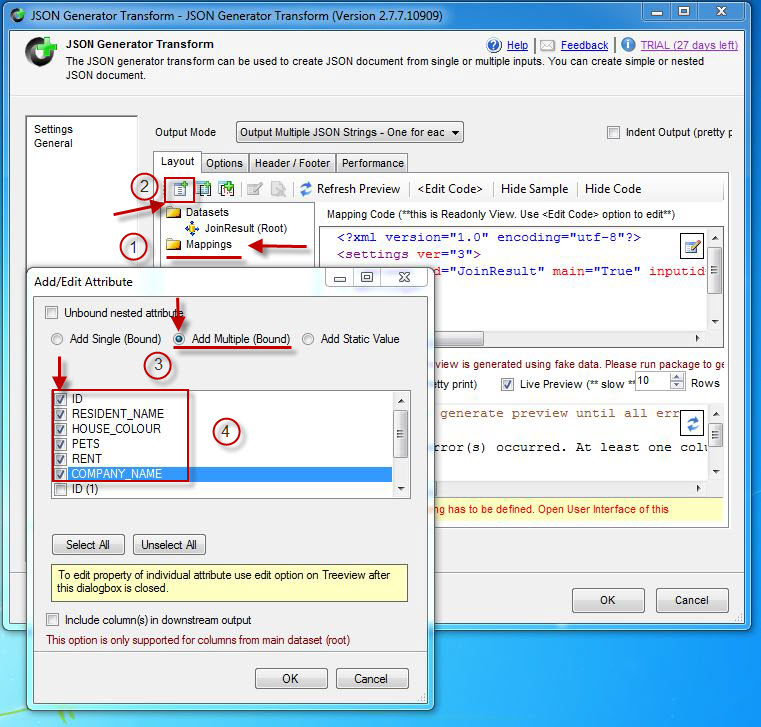 JSON Generator Transform - JSON Generator Transform (Version 2.7.7.10909)
JSON Generator Transform
Help
Feedback
TRIAL (27 days left)
The JSON generator transform can be used to create JSON document from single or multiple inputs. You can create simple or nested
JSON document.
Settings
General
Output Mode
Output Multiple JSON Strings - One for eac
Indent Output (pretty p
Layout
Options
Header / Footer
Performance
2
Refresh Preview
<Edit Code>
Hide Sample
Hide Code
Datasets
JoinResult (Root)
Mappings
1
Mapping Code (**this is Readonly View. Use <Edit Code> option to edit**)
<?xml version="1.0" encoding="utf-8"?>
<settings ver="3">
d="JoinResult" main="True" inputid
Add/Edit Attribute
Unbound nested attribute
Add Single (Bound)
Add Multiple (Bound)
Add Static Value
3
ID
RESIDENT_NAME
HOUSE_COLOUR
PETS
RENT
COMPANY_NAME
ID (1)
4
Select All
Unselect All
To edit property of individual attribute use edit option on Treeview after
this dialogbox is closed.
Include column(s) in downstream output
This option is only supported for columns from main dataset (root)
OK
Cancel
view is generated using fake data. Please run package to ge
etty print)
Live Preview (** slow **
10
Rows
generate preview until all err
rror(s) occurred. At least one colu
ng has to be defined. Open User Interface of this
OK
Cancel